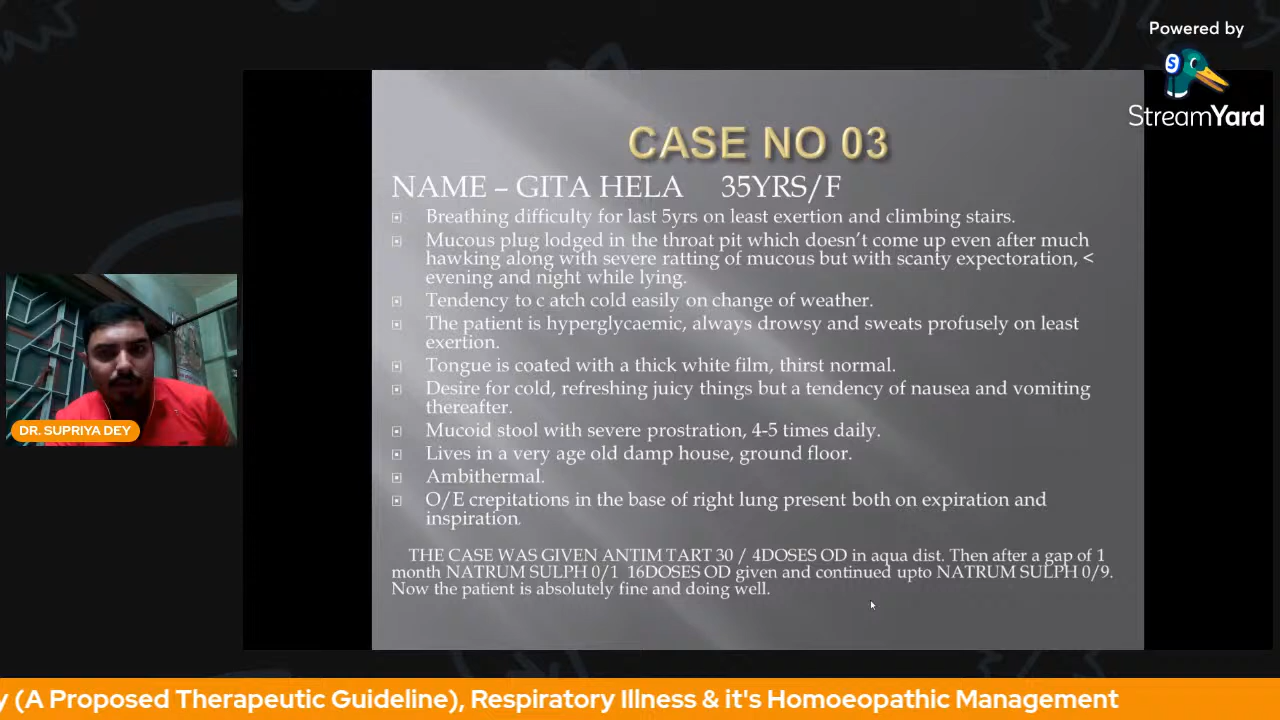 Powered by
StreamYard
CASE NO 03
NAME – GITA HELA 35YRS/F
Breathing difficulty for last 5yrs on least exertion and climbing stairs.
Mucous plug lodged in the throat pit which doesn't come up even after much
hawking along with severe ratting of mucous but with scanty expectoration, <
evening and night while lying.
Tendency to c atch cold easily on change of weather.
The patient is hyperglycaemic, always drowsy and sweats profusely on least
exertion.
Tongue is coated with a thick white film, thirst normal.
Desire for cold, refreshing juicy things but a tendency of nausea and vomiting
thereafter.
Mucoid stool with severe prostration, 4-5 times daily.
Lives in a very age old damp house, ground floor.
Ambithermal.
O/E crepitations in the base of right lung present both on expiration and
inspiration.
THE CASE WAS GIVEN ANTIM TART 30 / 4DOSES OD in aqua dist. Then after a gap of 1
month NATRUM SULPH 0/1 16DOSES OD given and continued upto NATRUM SULPH 0/9.
Now the patient is absolutely fine and doing well.
DR. SUPRIYA DEY
y (A Proposed Therapeutic Guideline), Respiratory Illness & it's Homoeopathic Management